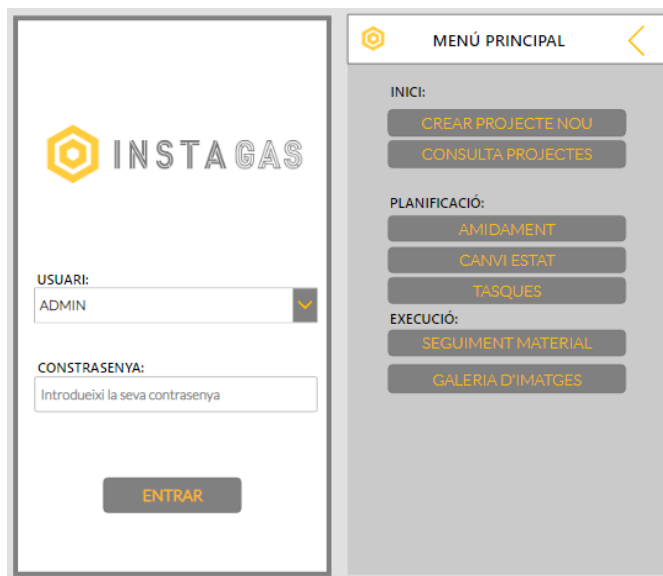 INSTAGAS
USUARI:
ADMIN
CONSTRASENYA:
Introdueixi la seva contrasenya
ENTRAR
MENÚ PRINCIPAL
INICI:
CREAR PROJECTE NOU
CONSULTA PROJECTES
PLANIFICACIÓ:
AMIDAMENT
CANVI ESTAT
TASQUES
EXECUCIÓ:
SEGUIMENT MATERIAL
GALERIA D'IMATGES